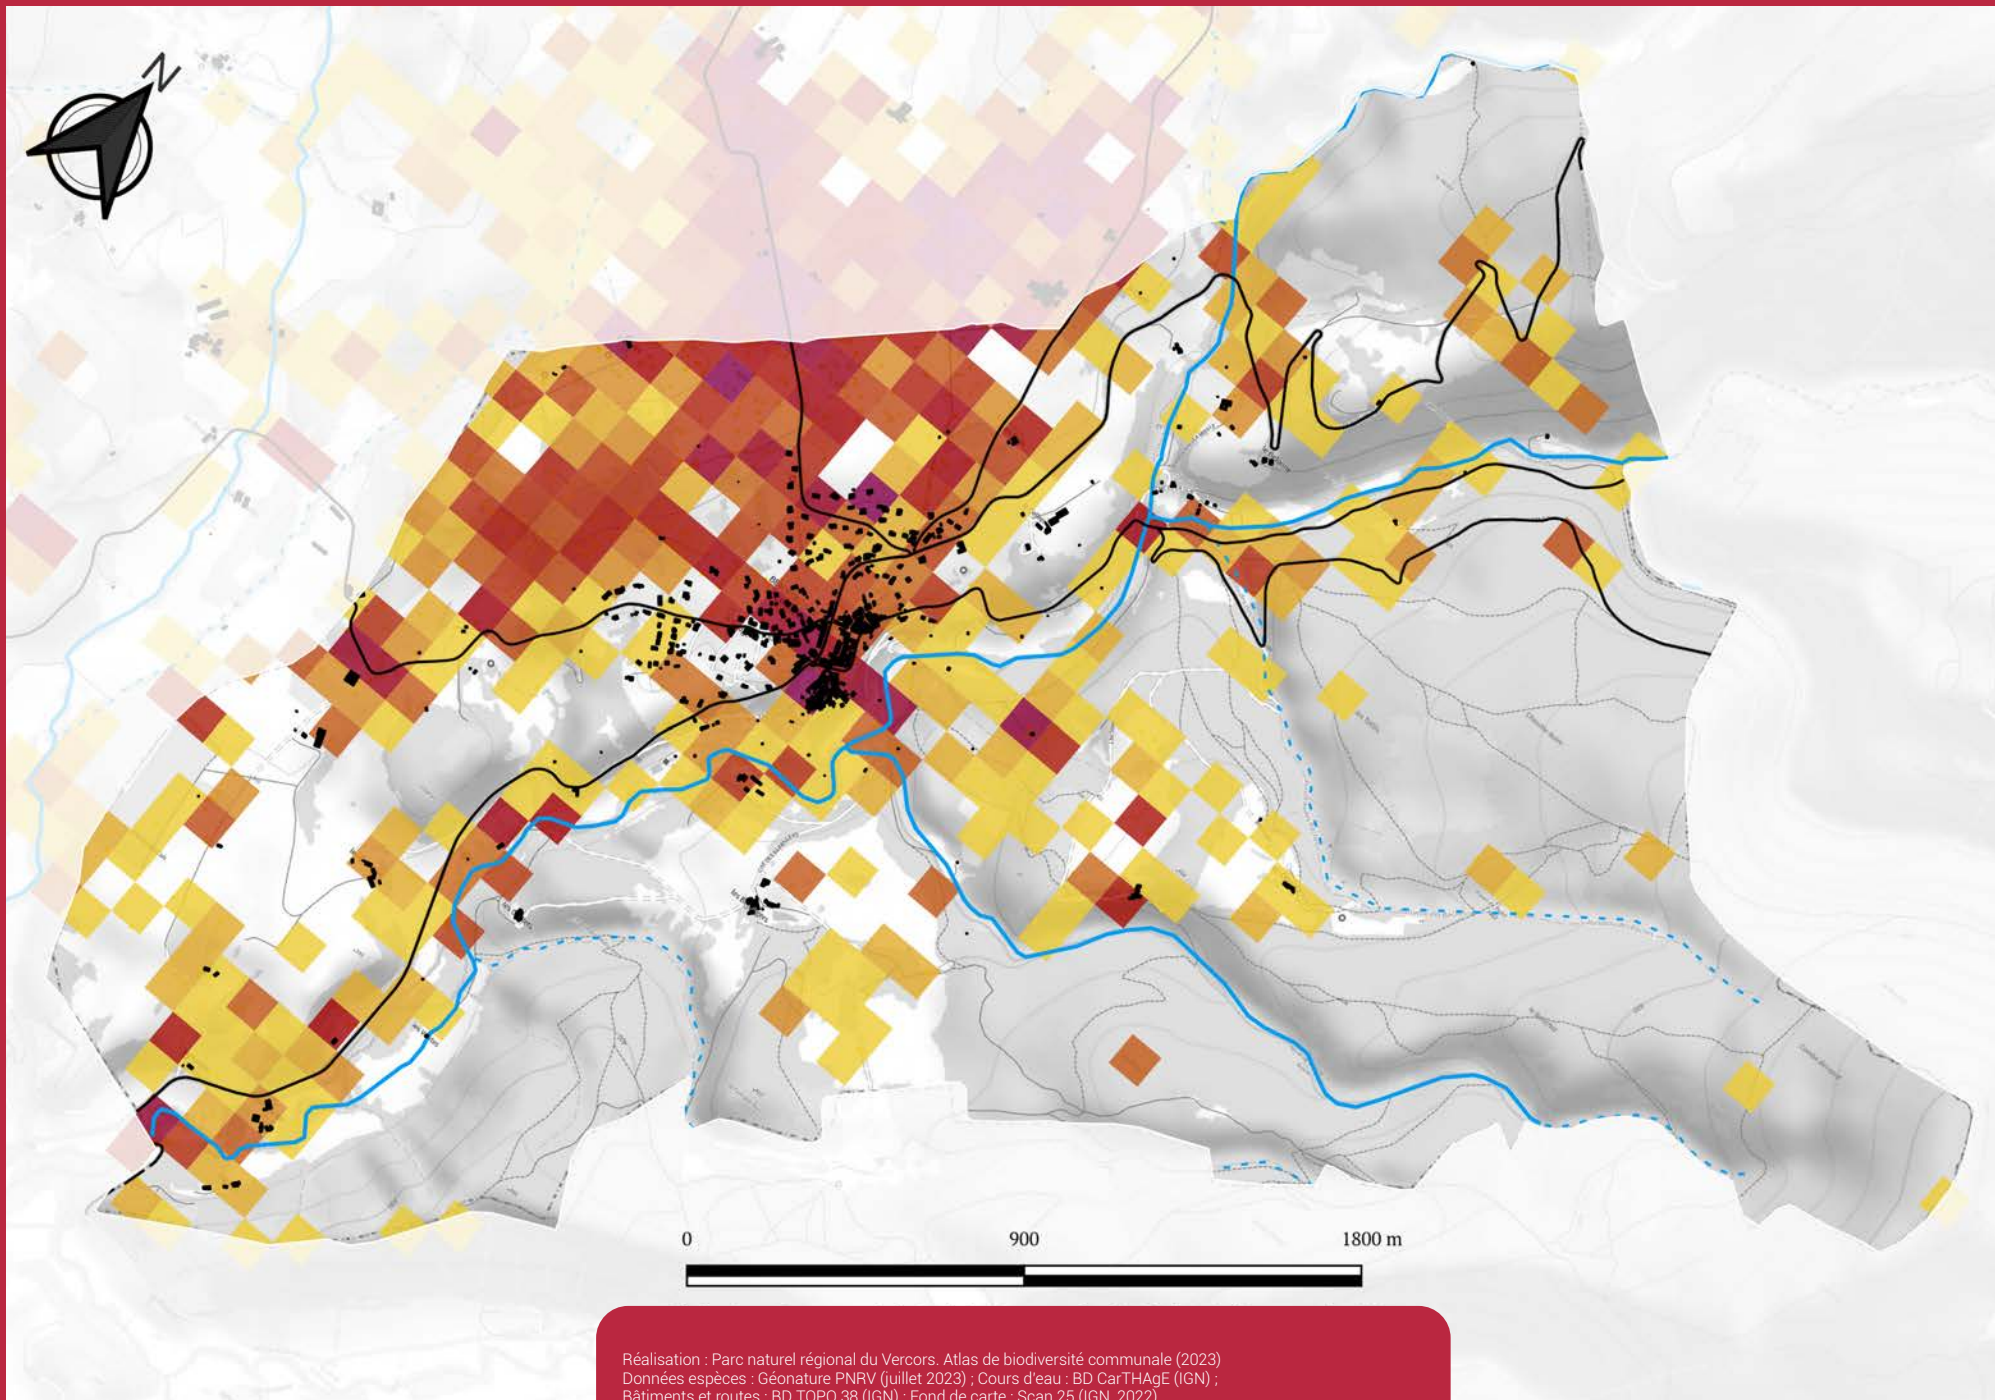 N
0 900 1800 m
Réalisation : Parc naturel régional du Vercors. Atlas de biodiversité communale (2023)
Données espèces : Géonature PNRV (juillet 2023) ; Cours d'eau : BD CarTHAgE (IGN) ;
Bâtiments et routes : BD TOPO 38 (IGN) ; Fond de carte : Scan 25 (IGN, 2022)